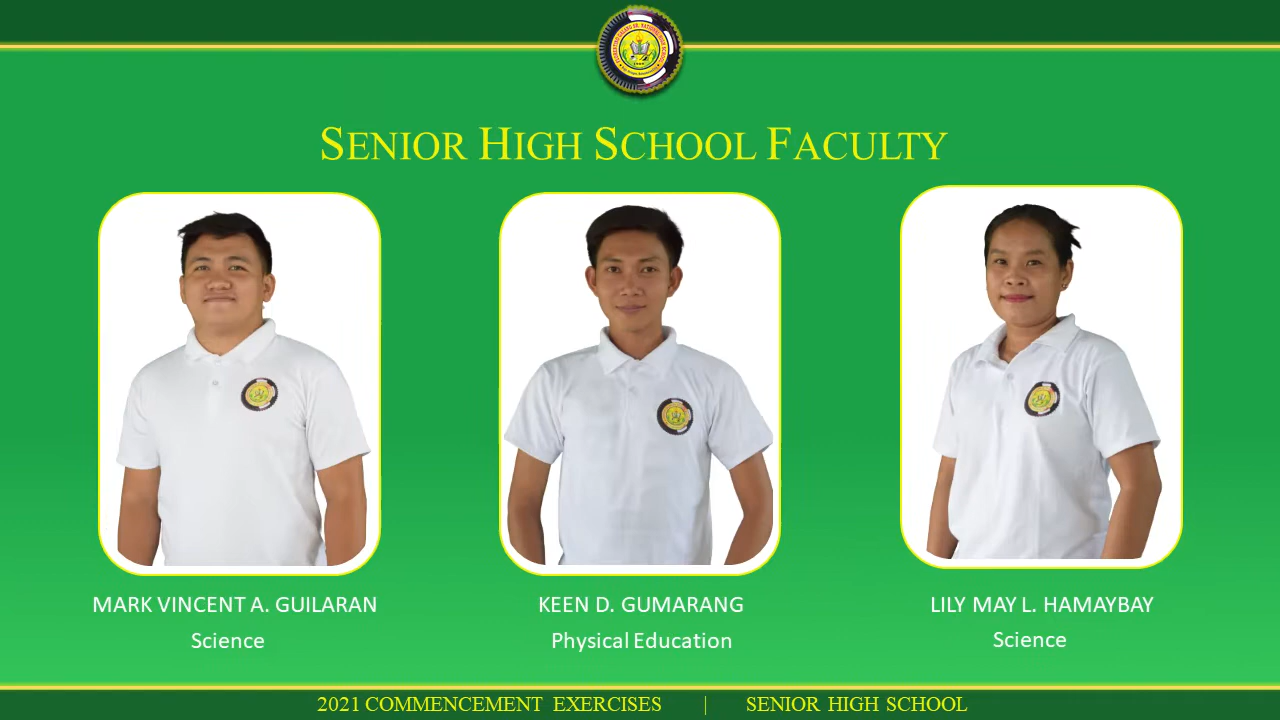 SENIOR HIGH SCHOOL FACULTY
MARK VINCENT A. GUILARAN
Science
KEEN D. GUMARANG
Physical Education
LILY MAY L. HAMAYBAY
Science
2021 COMMENCEMENT EXERCISES | SENIOR HIGH SCHOOL